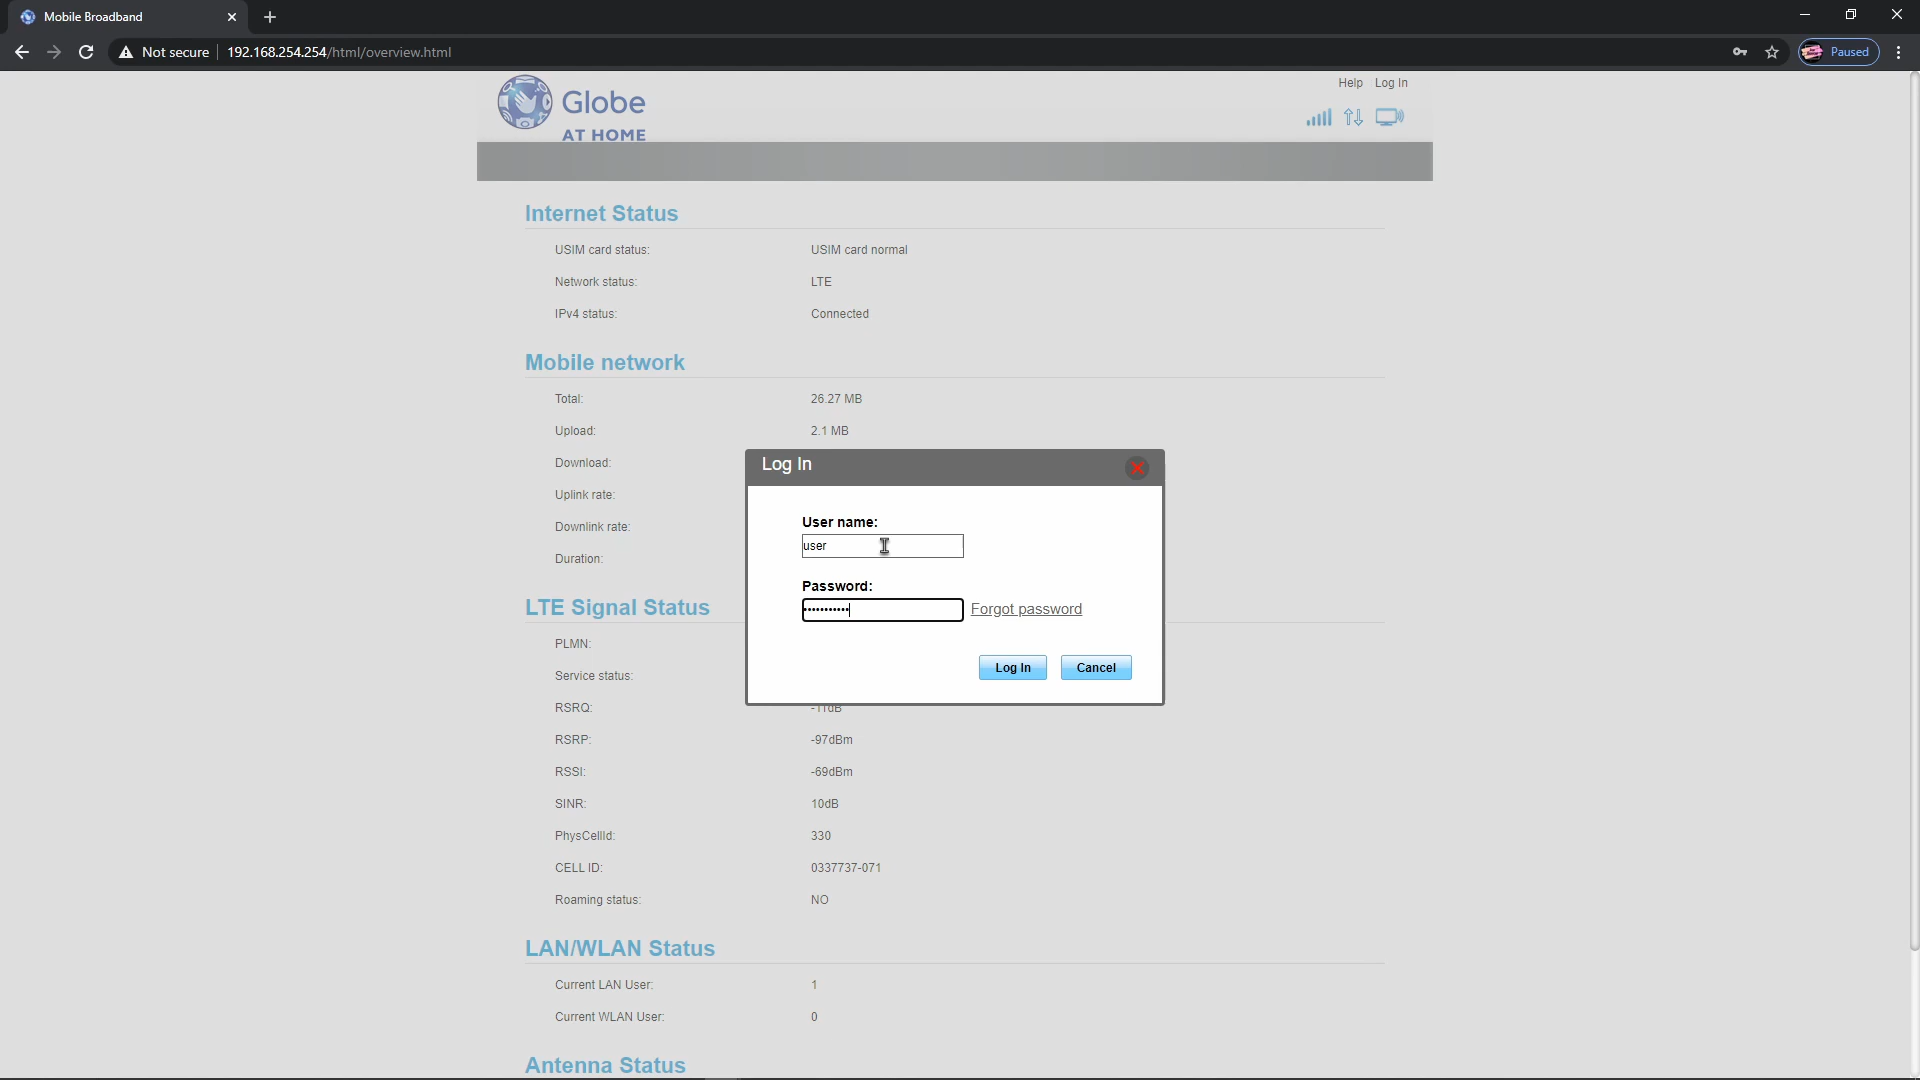 Mobile Broadband
Not secure 192.168.254.254/html/overview.html Paused
Globe
AT HOME
Help Log In
Internet Status
USIM card status: USIM card normal
Network status: LTE
IPv4 status: Connected
Mobile network
Total: 26.27 MB
Upload: 2.1 MB
Download:
Uplink rate:
Downlink rate:
Duration:
Log In
User name:
user
Password:
•••••••••••
Forgot password
Log In Cancel
LTE Signal Status
PLMN:
Service status:
RSRQ: -11dB
RSRP: -97dBm
RSSI: -69dBm
SINR: 10dB
PhysCellId: 330
CELL ID: 0337737-071
Roaming status: NO
LAN/WLAN Status
Current LAN User: 1
Current WLAN User: 0
Antenna Status